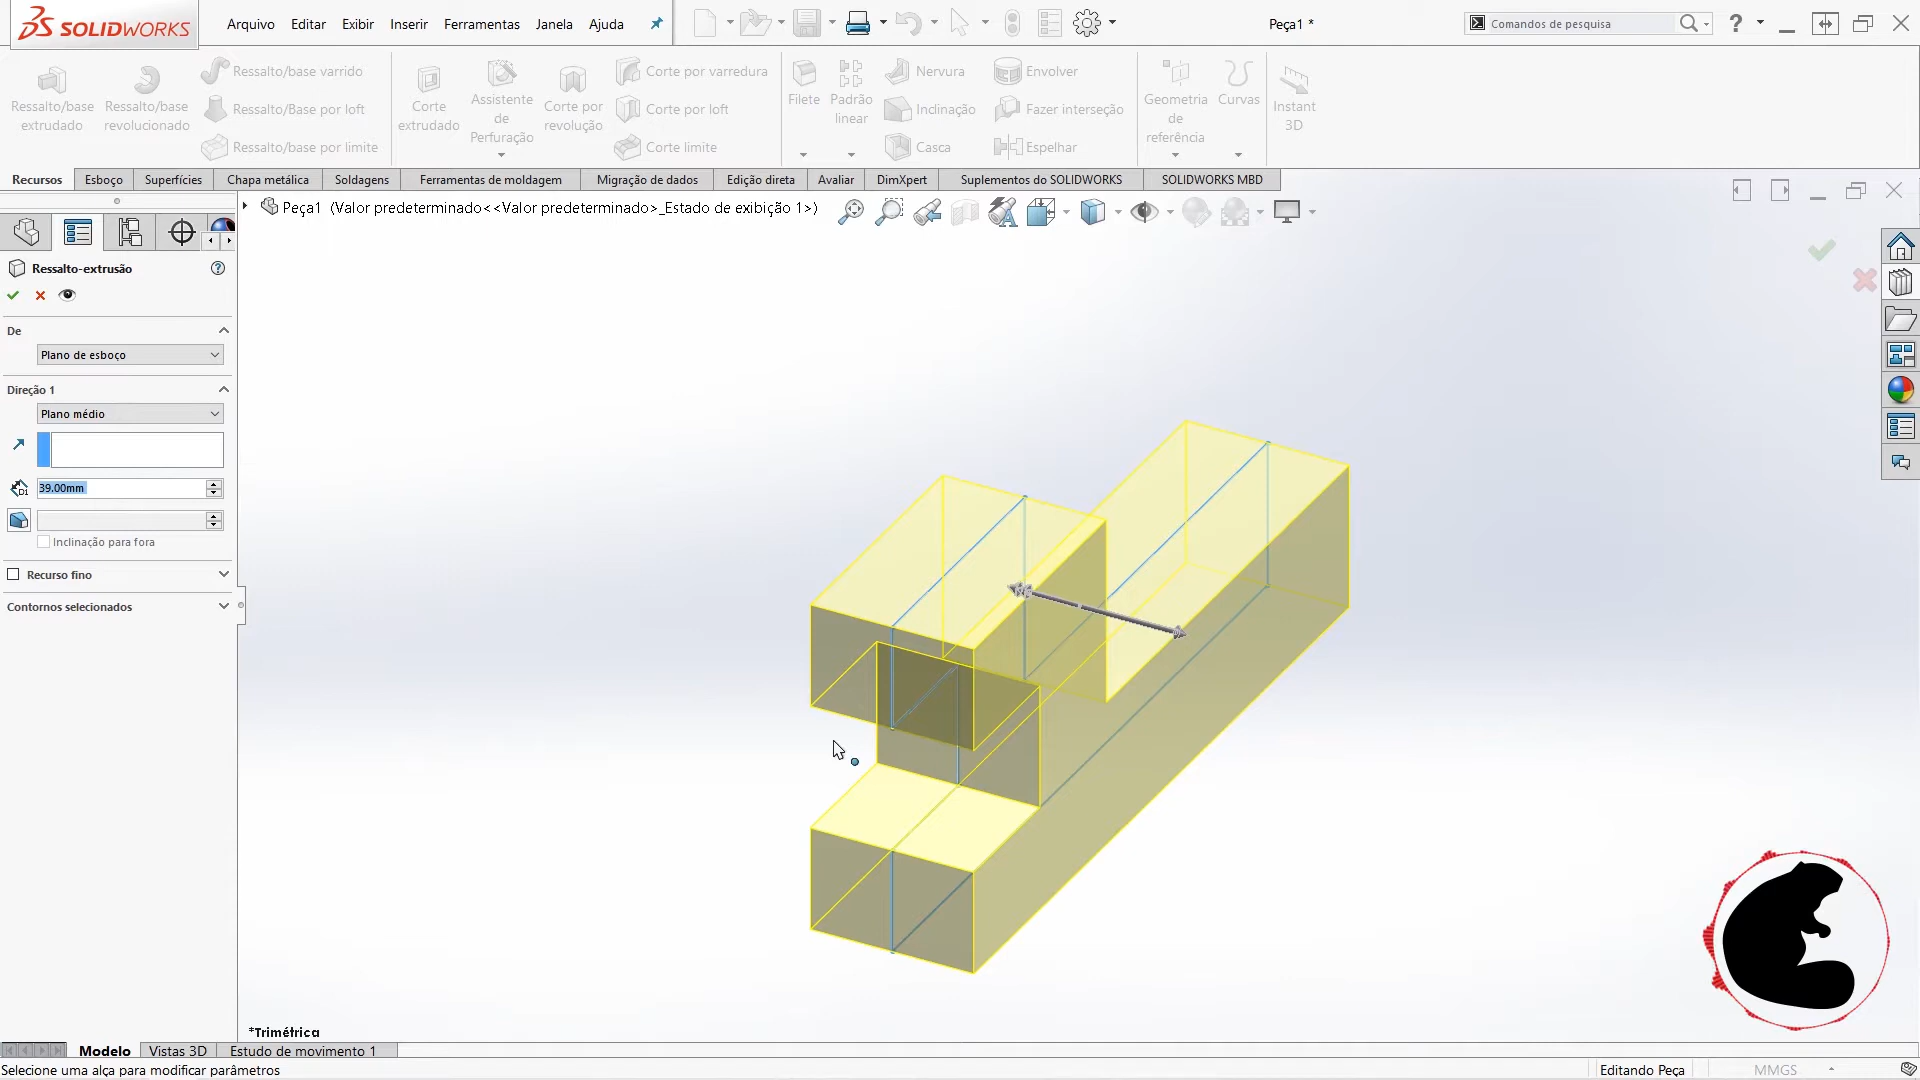 SOLIDWORKS
Arquivo Editar Exibir Inserir Ferramentas Janela Ajuda
Peça1 *
Comandos de pesquisa
?
Ressalto/base extrudado
Ressalto/base revolucionado
Ressalto/base varrido
Ressalto/Base por loft
Ressalto/base por limite
Corte extrudado
Assistente de Perfuração
Corte por revolução
Corte por varredura
Corte por loft
Corte limite
Filete
Padrão linear
Nervura
Inclinação
Casca
Envolver
Fazer interseção
Espelhar
Geometria de referência
Curvas
Instant 3D
Recursos Esboço Superfícies Chapa metálica Soldagens Ferramentas de moldagem Migração de dados Edição direta Avaliar DimXpert Suplementos do SOLIDWORKS SOLIDWORKS MBD
Peça1 (Valor predeterminado<<Valor predeterminado>_Estado de exibição 1>)
Ressalto-extrusão
De
Plano de esboço
Direção 1
Plano médio
D1
39.00mm
Inclinação para fora
Recurso fino
Contornos selecionados
*Trimétrica
Modelo Vistas 3D Estudo de movimento 1
Selecione uma alça para modificar parâmetros
Editando Peça
MMGS